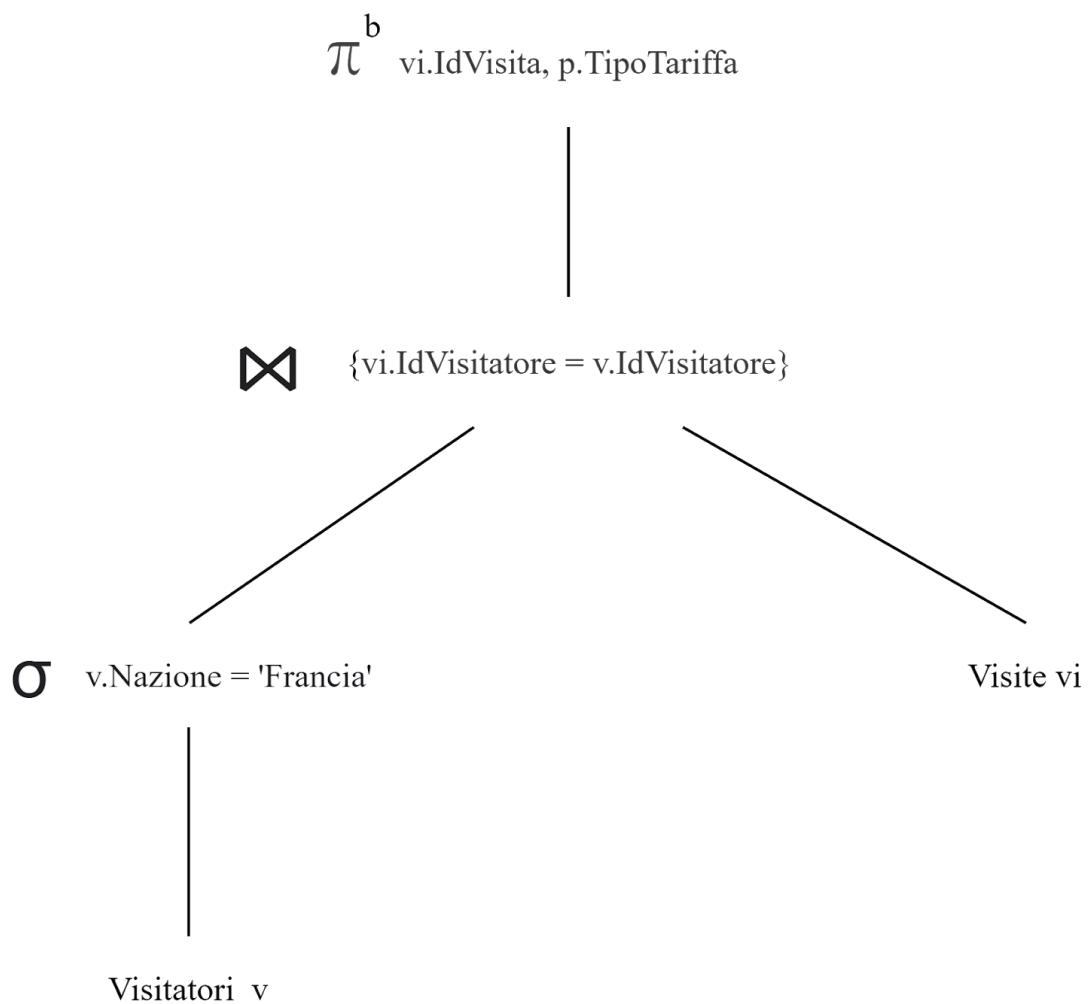 π^b vi.IdVisita, p.TipoTariffa
⋈ {vi.IdVisitatore = v.IdVisitatore}
σ v.Nazione = 'Francia'
Visite vi
Visitatori v